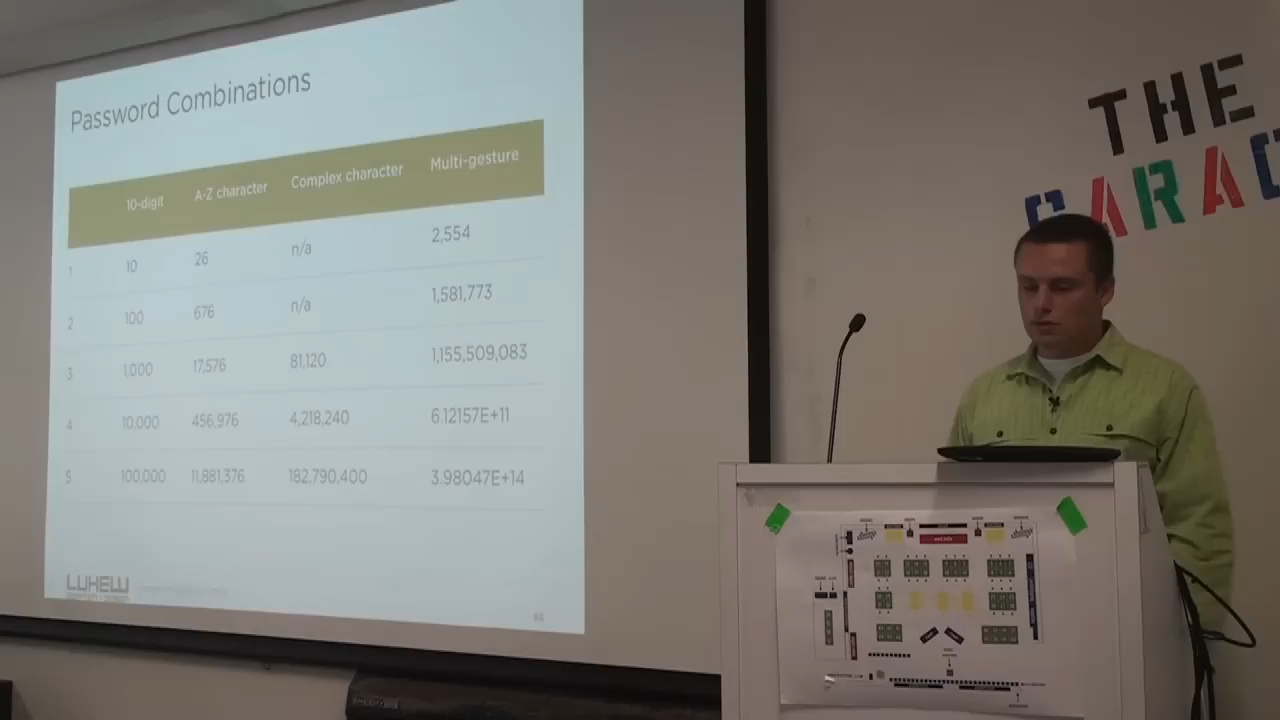 Password Combinations
10-digit A-Z character Complex character Multi-gesture
1 10 26 n/a 2,554
2 100 676 n/a 1,581,773
3 1,000 17,576 81,120 1,155,509,083
4 10,000 456,976 4,218,240 6.12157E+11
5 100,000 11,881,376 182,790,400 3.98047E+14
THE
GARAG